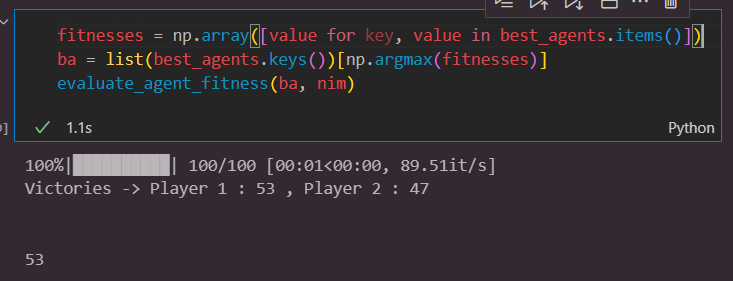 fitnesses = np.array([value for key, value in best_agents.items()])
ba = list(best_agents.keys())[np.argmax(fitnesses)]
evaluate_agent_fitness(ba, nim)
] ✓ 1.1s Python
100%|██████████| 100/100 [00:01<00:00, 89.51it/s]
Victories -> Player 1 : 53 , Player 2 : 47
53